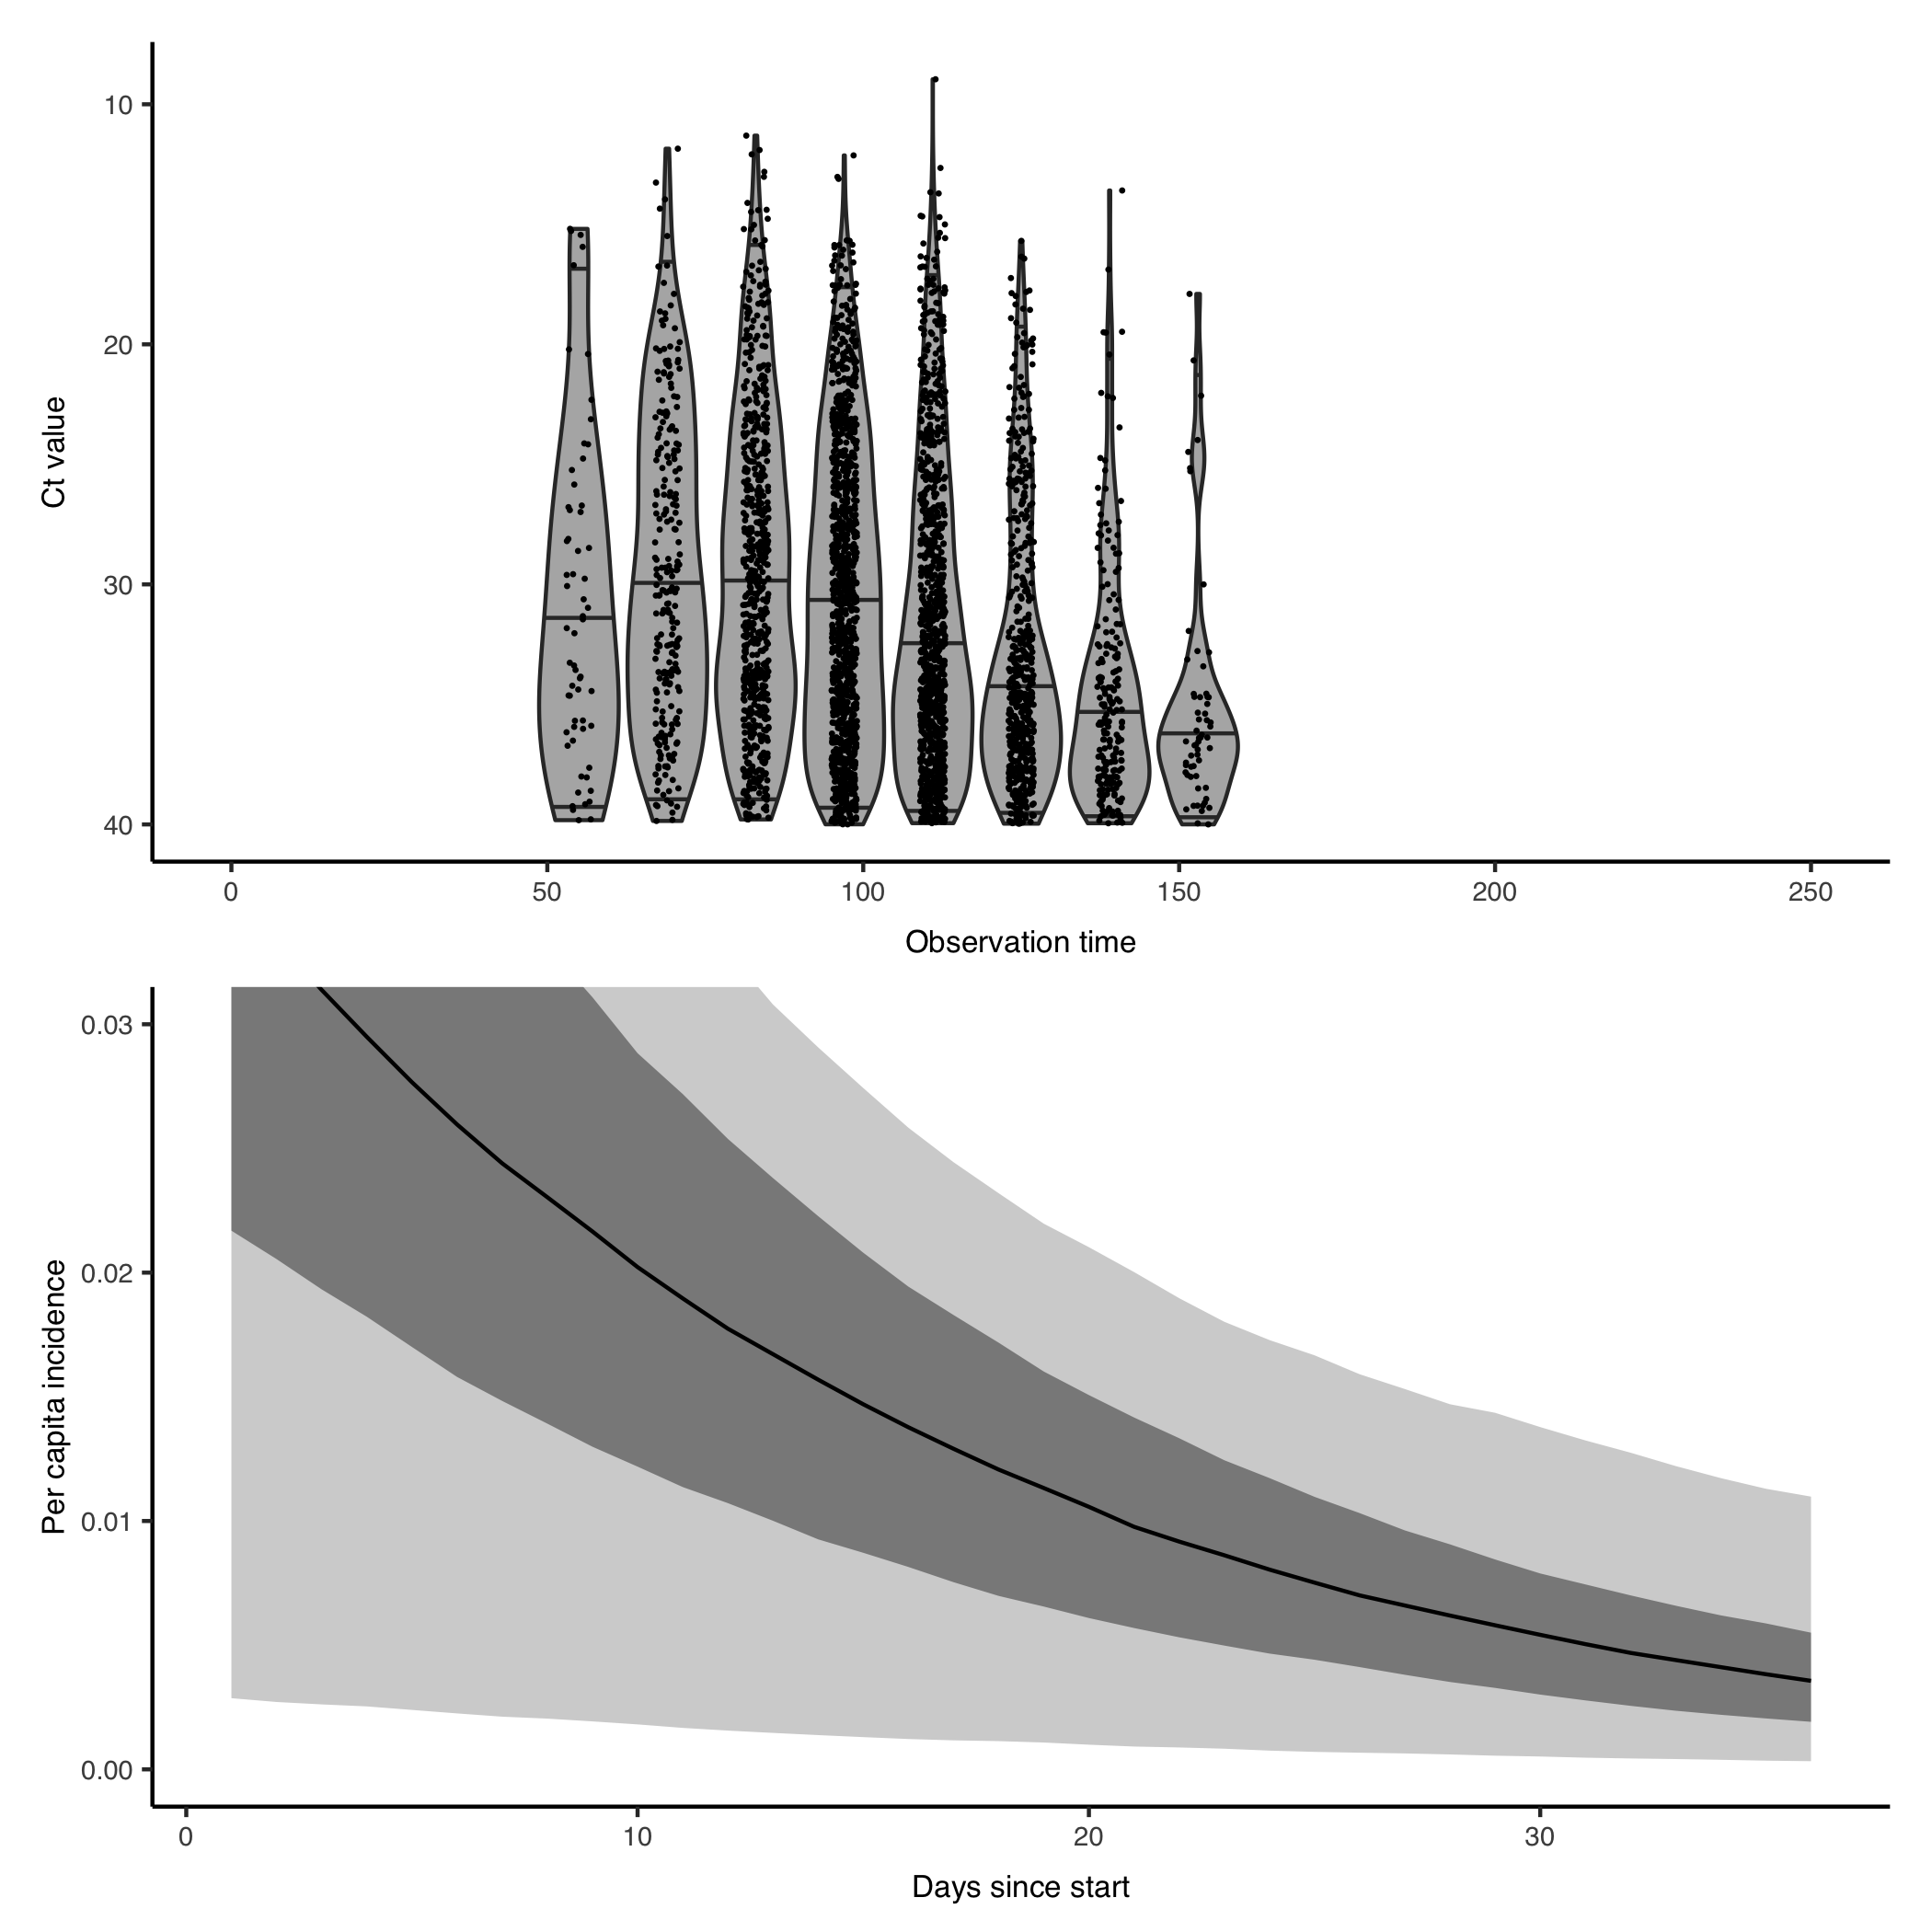 10
20
30
40
Ct value
0 50 100 150 200 250
Observation time
0.03
0.02
0.01
0.00
Per capita incidence
0 10 20 30
Days since start